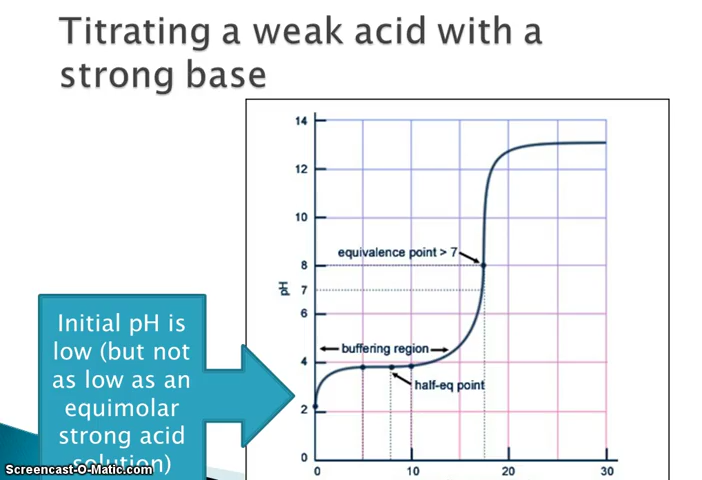 Titrating a weak acid with a
strong base
14
12
10
equivalence point > 7
8
pH
7
6
buffering region
4
half-eq point
2
0
0
10
20
30
Initial pH is
low (but not
as low as an
equimolar
strong acid
solution)
Screencast-O-Matic.com